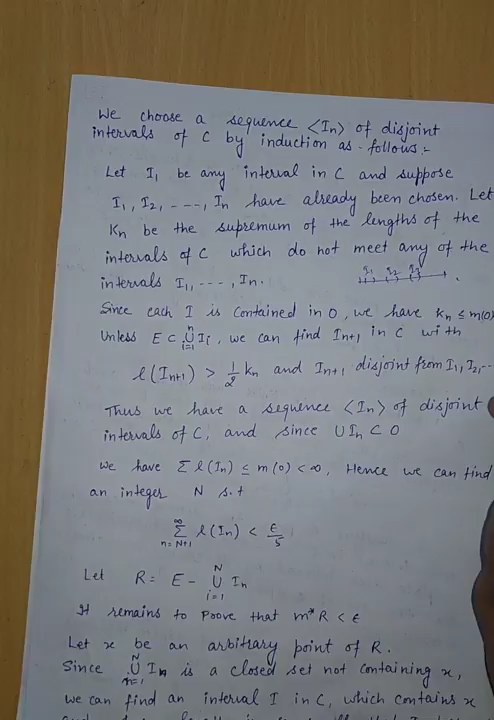 We choose a sequence <In> of disjoint
intervals of C by induction as follows :-
Let I1 be any interval in C and suppose
I1, I2, ---, In have already been chosen. Let
Kn be the supremum of the lengths of the
intervals of C which do not meet any of the
intervals I1, ---, In.
Since each I is contained in O, we have Kn ≤ m(O)
Unless E ⊂ ⋃_{i=1}^{n} Ii, we can find In+1 in C with
l(In+1) > 1/2 Kn and In+1 disjoint from I1, I2, --
Thus we have a sequence <In> of disjoint
intervals of C, and since ∪In ⊂ O
we have Σ l(In) ≤ m(O) < ∞, Hence we can find
an integer N s.t
∑_{n=N+1}^{∞} l(In) < ε/5
Let R = E - ⋃_{i=1}^{N} In
It remains to prove that m*R < ε
Let x be an arbitrary point of R.
Since ⋃_{n=1}^{N} In is a closed set not containing x,
we can find an interval I in C, which contains x